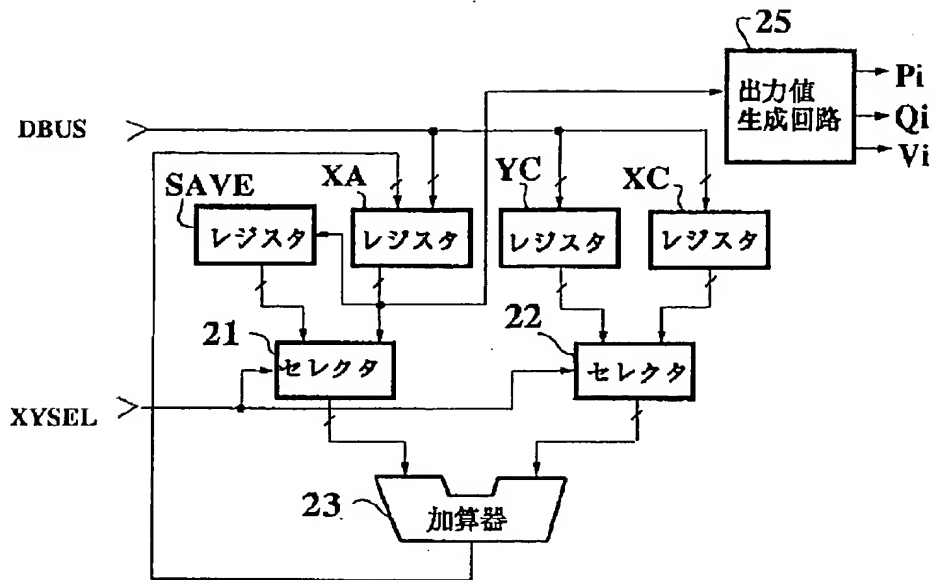 25
出力値
生成回路
Pi
Qi
Vi
DBUS
SAVE
XA
YC
XC
レジスタ
レジスタ
レジスタ
レジスタ
21
セレクタ
22
セレクタ
XYSEL
23
加算器